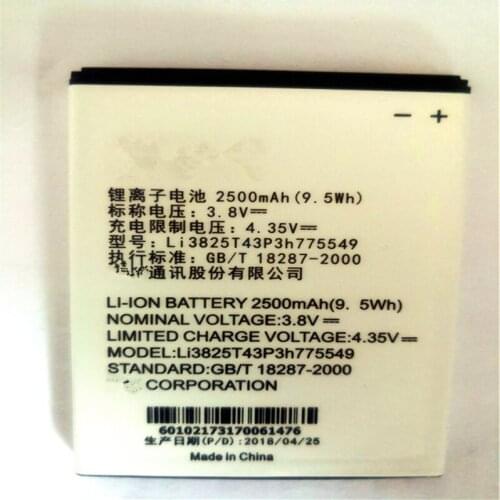 − +
锂离子电池 2500mAh(9.5Wh)
标称电压: 3.8V⎓
充电限制电压: 4.35V⎓
型号: Li3825T43P3h775549
执行标准: GB/T 18287-2000
通讯股份有限公司
LI-ION BATTERY 2500mAh(9. 5Wh)
NOMINAL VOLTAGE:3.8V⎓
LIMITED CHARGE VOLTAGE:4.35V⎓
MODEL:Li3825T43P3h775549
STANDARD:GB/T 18287-2000
CORPORATION
60102173170061476
生产日期(P/D): 2018/04/25
Made in China